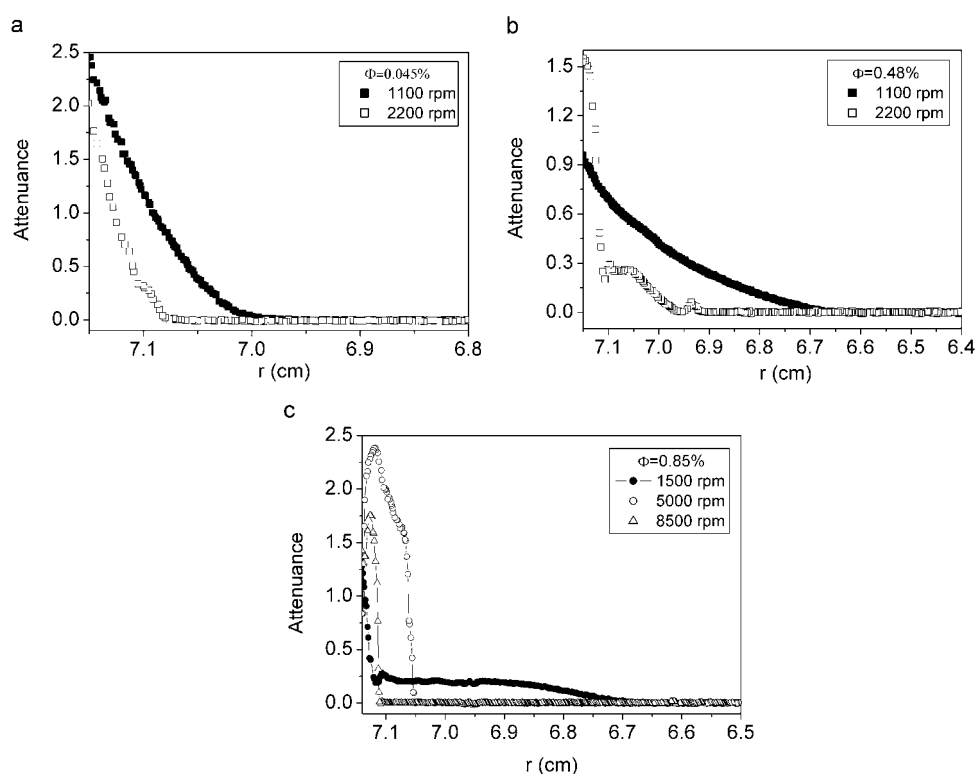 a
Φ=0.045%
1100 rpm
2200 rpm
2.5
2.0
1.5
1.0
0.5
0.0
Attenuance
7.1
7.0
6.9
6.8
r (cm)
b
Φ=0.48%
1100 rpm
2200 rpm
1.5
1.2
0.9
0.6
0.3
0.0
Attenuance
7.1
7.0
6.9
6.8
6.7
6.6
6.5
6.4
r (cm)
c
Φ=0.85%
1500 rpm
5000 rpm
8500 rpm
2.5
2.0
1.5
1.0
0.5
0.0
Attenuance
7.1
7.0
6.9
6.8
6.7
6.6
6.5
r (cm)